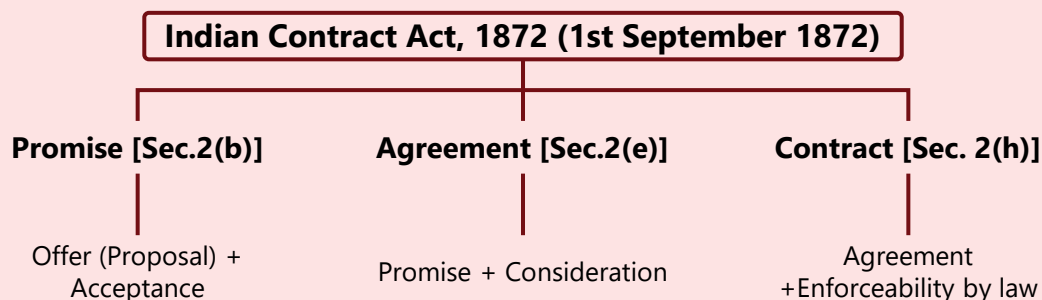 Indian Contract Act, 1872 (1st September 1872)
Promise [Sec.2(b)]
Agreement [Sec.2(e)]
Contract [Sec. 2(h)]
Offer (Proposal) +
Acceptance
Promise + Consideration
Agreement
+Enforceability by law